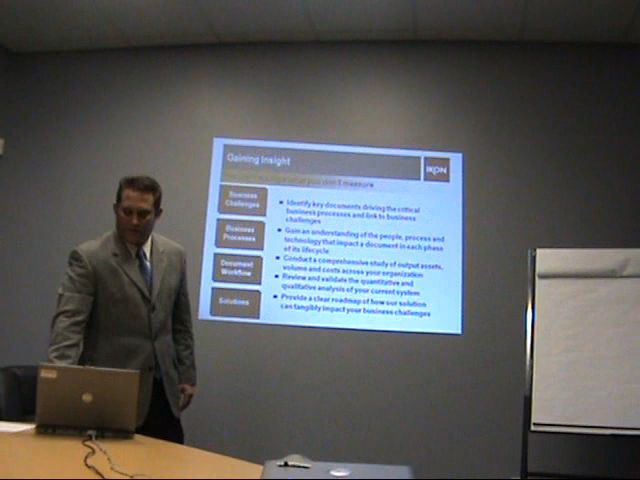 Gaining Insight
IKON
what you don't measure
Business
Challenges
Business
Processes
Document
Workflow
Solutions
Identify key documents driving the critical
business processes and link to business
challenges
Gain an understanding of the people, process and
technology that impact a document in each phase
of its lifecycle
Conduct a comprehensive study of output assets,
volume and costs across your organization
Review and validate the quantitative and
qualitative analysis of your current system
Provide a clear roadmap of how our solution
can tangibly impact your business challenges